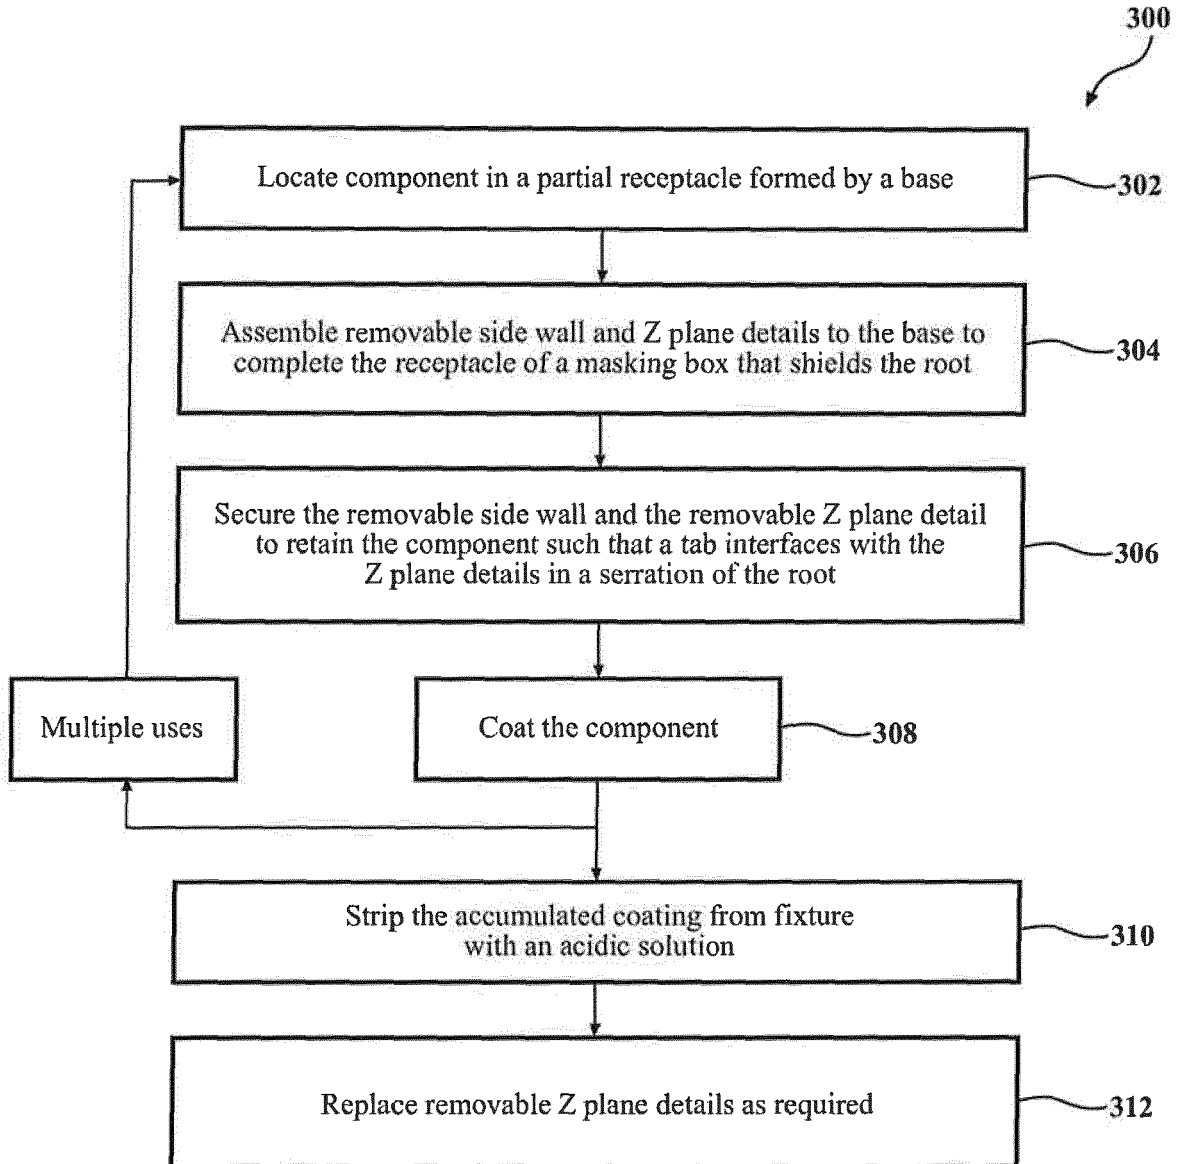 300
Locate component in a partial receptacle formed by a base
302
Assemble removable side wall and Z plane details to the base to
complete the receptacle of a masking box that shields the root
304
Secure the removable side wall and the removable Z plane detail
to retain the component such that a tab interfaces with the
Z plane details in a serration of the root
306
Multiple uses
Coat the component
308
Strip the accumulated coating from fixture
with an acidic solution
310
Replace removable Z plane details as required
312